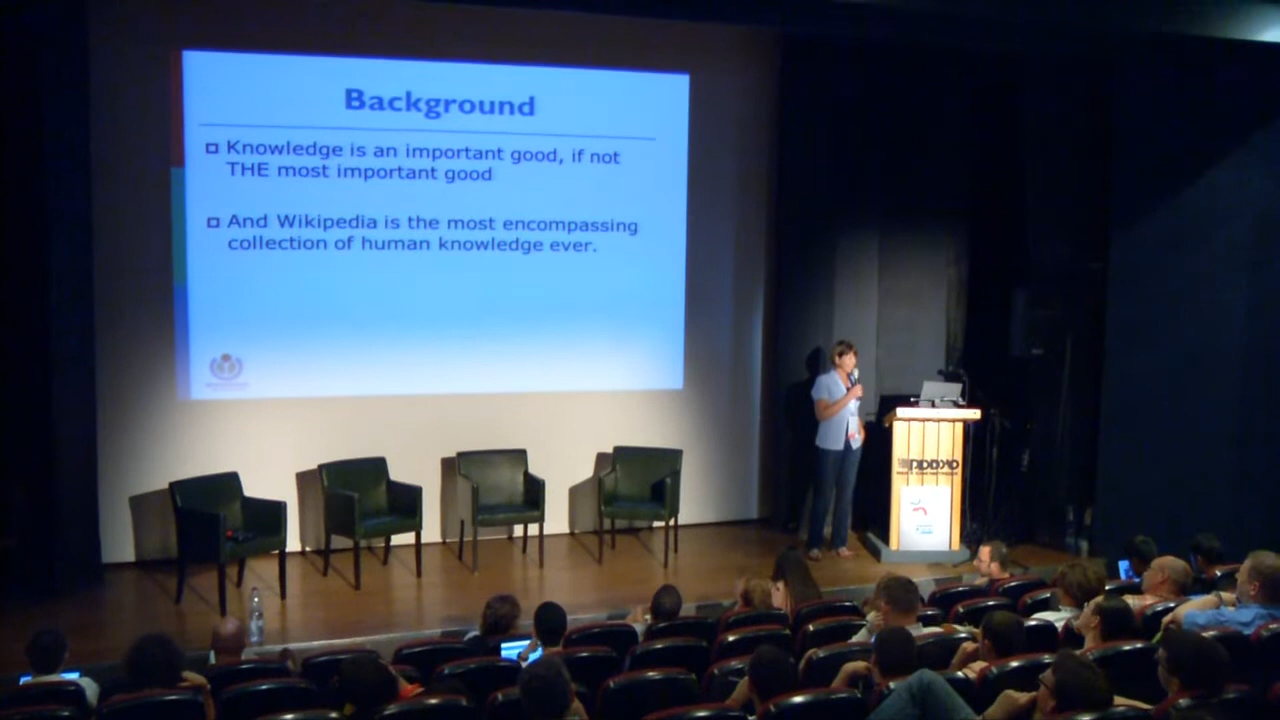 Background
Knowledge is an important good, if not
THE most important good
And Wikipedia is the most encompassing
collection of human knowledge ever.